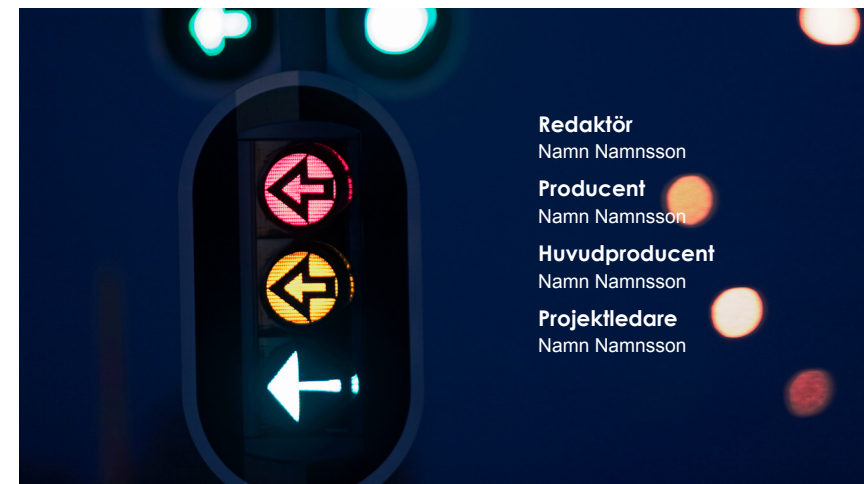 Redaktör
Namn Namnsson
Producent
Namn Namnsson
Huvudproducent
Namn Namnsson
Projektledare
Namn Namnsson